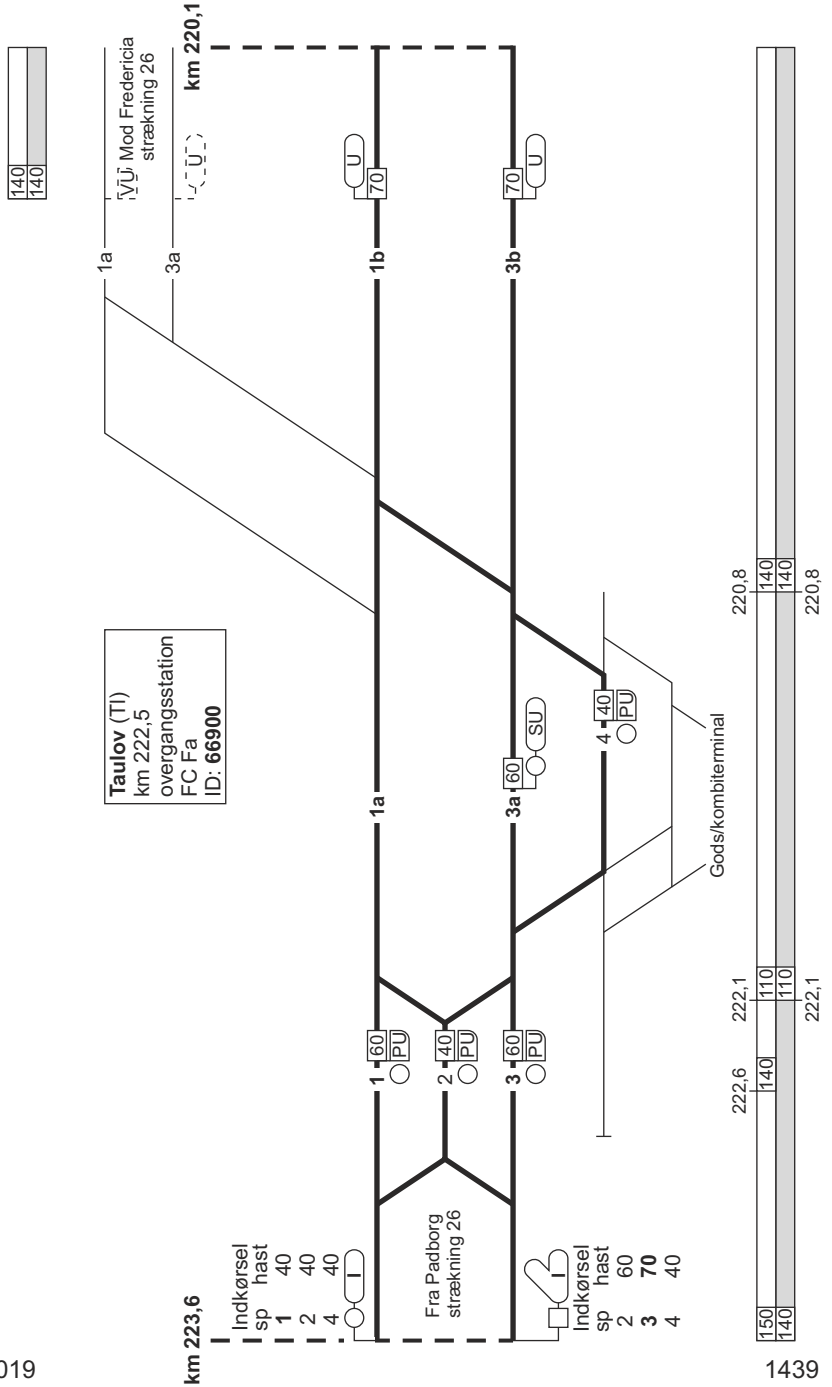 019
1439
140
140
1a
3a
VU
Mod Fredericia
strækning 26
U
km 220,1
Taulov (Tl)
km 222,5
overgangsstation
FC Fa
ID: 66900
km 223,6
Indkørsel
sp hast
1 40
2 40
4 40
I
1
60
PU
1a
1b
70
U
Fra Padborg
strækning 26
2
40
PU
I
Indkørsel
sp hast
2 60
3 70
4 40
3
60
PU
3a
60
SU
3b
70
U
4
40
PU
Gods/kombiterminal
222,6
222,1
220,8
150
140
110
140
140
110
140
222,1
220,8